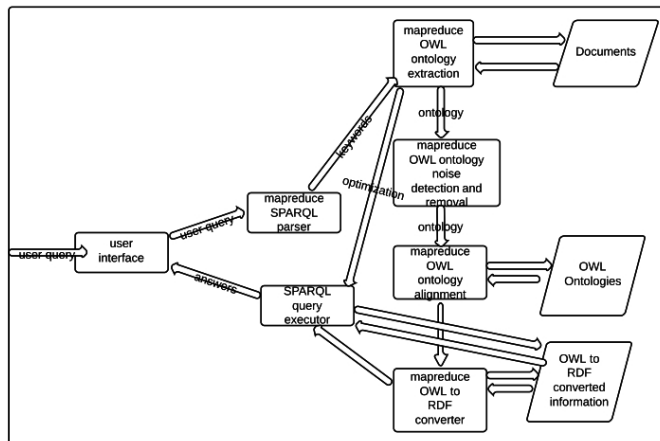 mapreduce
OWL
ontology
extraction
Documents
ontology
keywords
mapreduce
OWL ontology
noise
detection and
removal
optimization
mapreduce
SPARQL
parser
user query
ontology
user query
user
interface
mapreduce
OWL
ontology
alignment
OWL
Ontologies
answers
SPARQL
query
executor
OWL to
RDF
converted
information
mapreduce
OWL to
RDF
converter